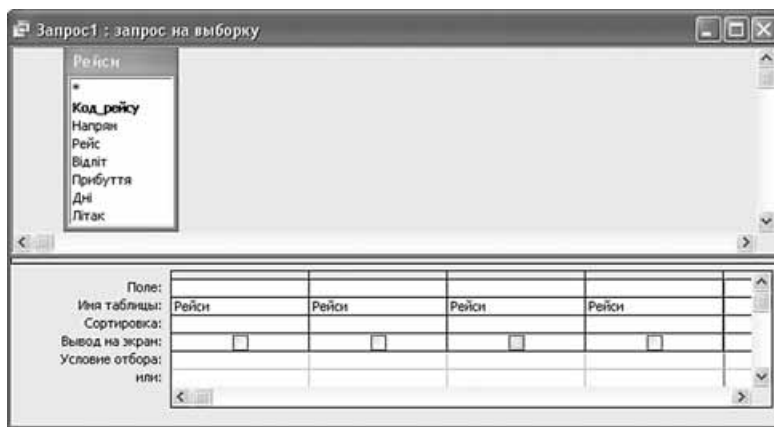 Запрос1 : запрос на выборку
Рейси
*
Код_рейсу
Напрян
Рейс
Відліт
Прибуття
Дні
Літак
Поле:
Имя таблицы: Рейси Рейси Рейси Рейси
Сортировка:
Вывод на экран:
Условие отбора:
или: